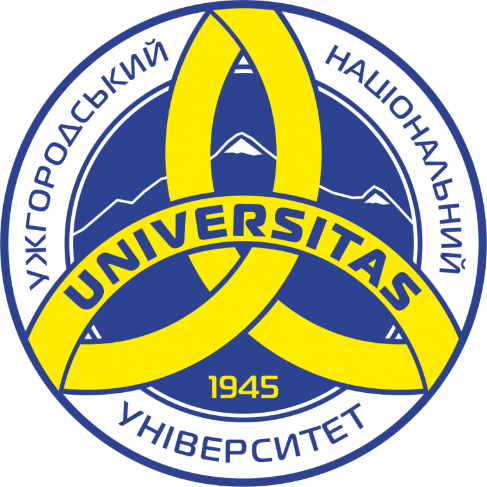 УЖГОРОДСЬКИЙ
НАЦІОНАЛЬНИЙ
УНІВЕРСИТЕТ
UNIVERSITAS
1945